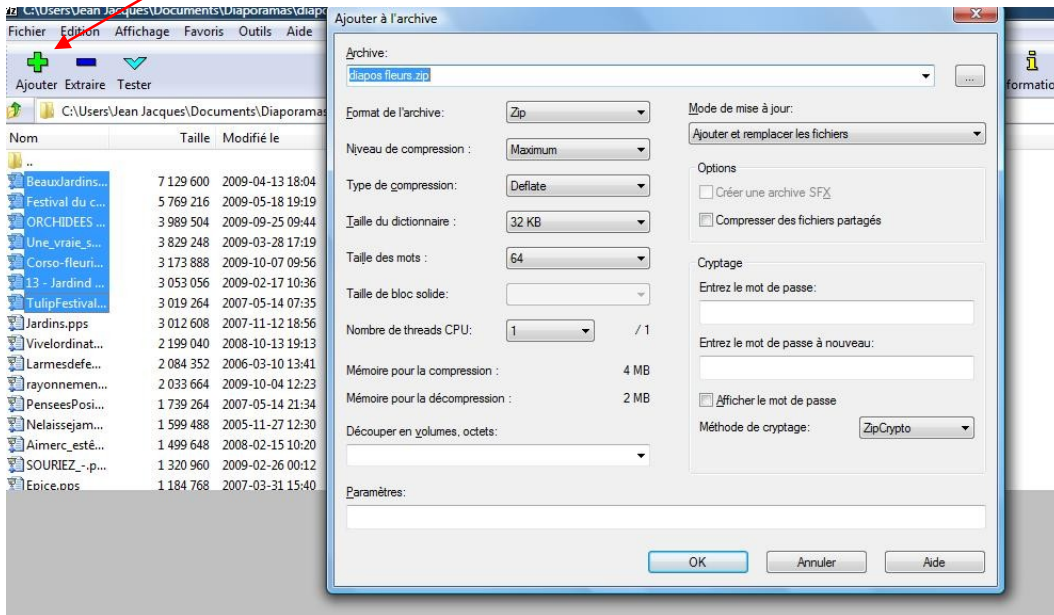 C:\Users\Jean Jacques\Documents\Diaporamas\diapo
Fichier Edition Affichage Favoris Outils Aide
Ajouter Extraire Tester
C:\Users\Jean Jacques\Documents\Diaporamas
Nom Taille Modifié le
..
BeauxJardins... 7 129 600 2009-04-13 18:04
Festival du c... 5 769 216 2009-05-18 19:19
ORCHIDEES ... 3 989 504 2009-09-25 09:44
Une_vraie_s... 3 829 248 2009-03-28 17:19
Corso-fleuri... 3 173 888 2009-10-07 09:56
13 - Jardind ... 3 053 056 2009-02-17 10:36
TulipFestival... 3 019 264 2007-05-14 07:35
Jardins.pps 3 012 608 2007-11-12 18:56
Vivelordinat... 2 199 040 2008-10-13 19:13
Larmesdefe... 2 084 352 2006-03-10 13:41
rayonnemen... 2 033 664 2009-10-04 12:23
PenseesPosi... 1 739 264 2007-05-14 21:34
Nelaissejam... 1 599 488 2005-11-27 12:30
Aimerc_esté... 1 499 648 2008-02-15 10:20
SOURIEZ_-.p... 1 320 960 2009-02-26 00:12
Epice.pps 1 184 768 2007-03-31 15:40
Ajouter à l'archive
Archive:
diapos fleurs.zip
...
Format de l'archive: Zip
Niveau de compression : Maximum
Type de compression: Deflate
Taille du dictionnaire : 32 KB
Taille des mots : 64
Taille de bloc solide:
Nombre de threads CPU: 1 / 1
Mémoire pour la compression : 4 MB
Mémoire pour la décompression : 2 MB
Découper en volumes, octets:
Paramètres:
Mode de mise à jour:
Ajouter et remplacer les fichiers
Options
Créer une archive SFX
Compresser des fichiers partagés
Cryptage
Entrez le mot de passe:
Entrez le mot de passe à nouveau:
Afficher le mot de passe
Méthode de cryptage: ZipCrypto
OK Annuler Aide
formatio